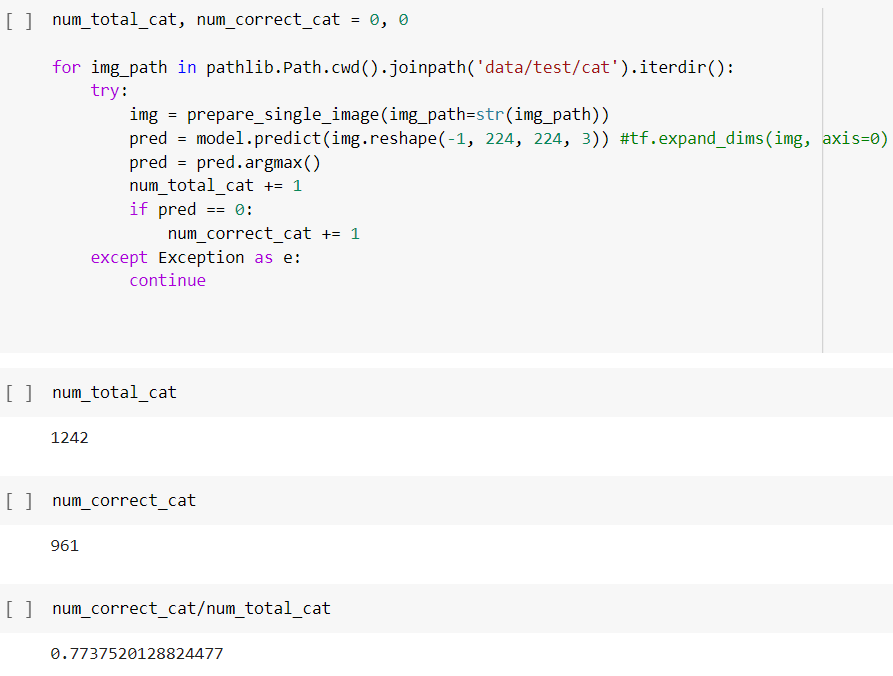 [ ] num_total_cat, num_correct_cat = 0, 0
for img_path in pathlib.Path.cwd().joinpath('data/test/cat').iterdir():
    try:
        img = prepare_single_image(img_path=str(img_path))
        pred = model.predict(img.reshape(-1, 224, 224, 3)) #tf.expand_dims(img, axis=0)
        pred = pred.argmax()
        num_total_cat += 1
        if pred == 0:
            num_correct_cat += 1
    except Exception as e:
        continue
[ ] num_total_cat
1242
[ ] num_correct_cat
961
[ ] num_correct_cat/num_total_cat
0.7737520128824477